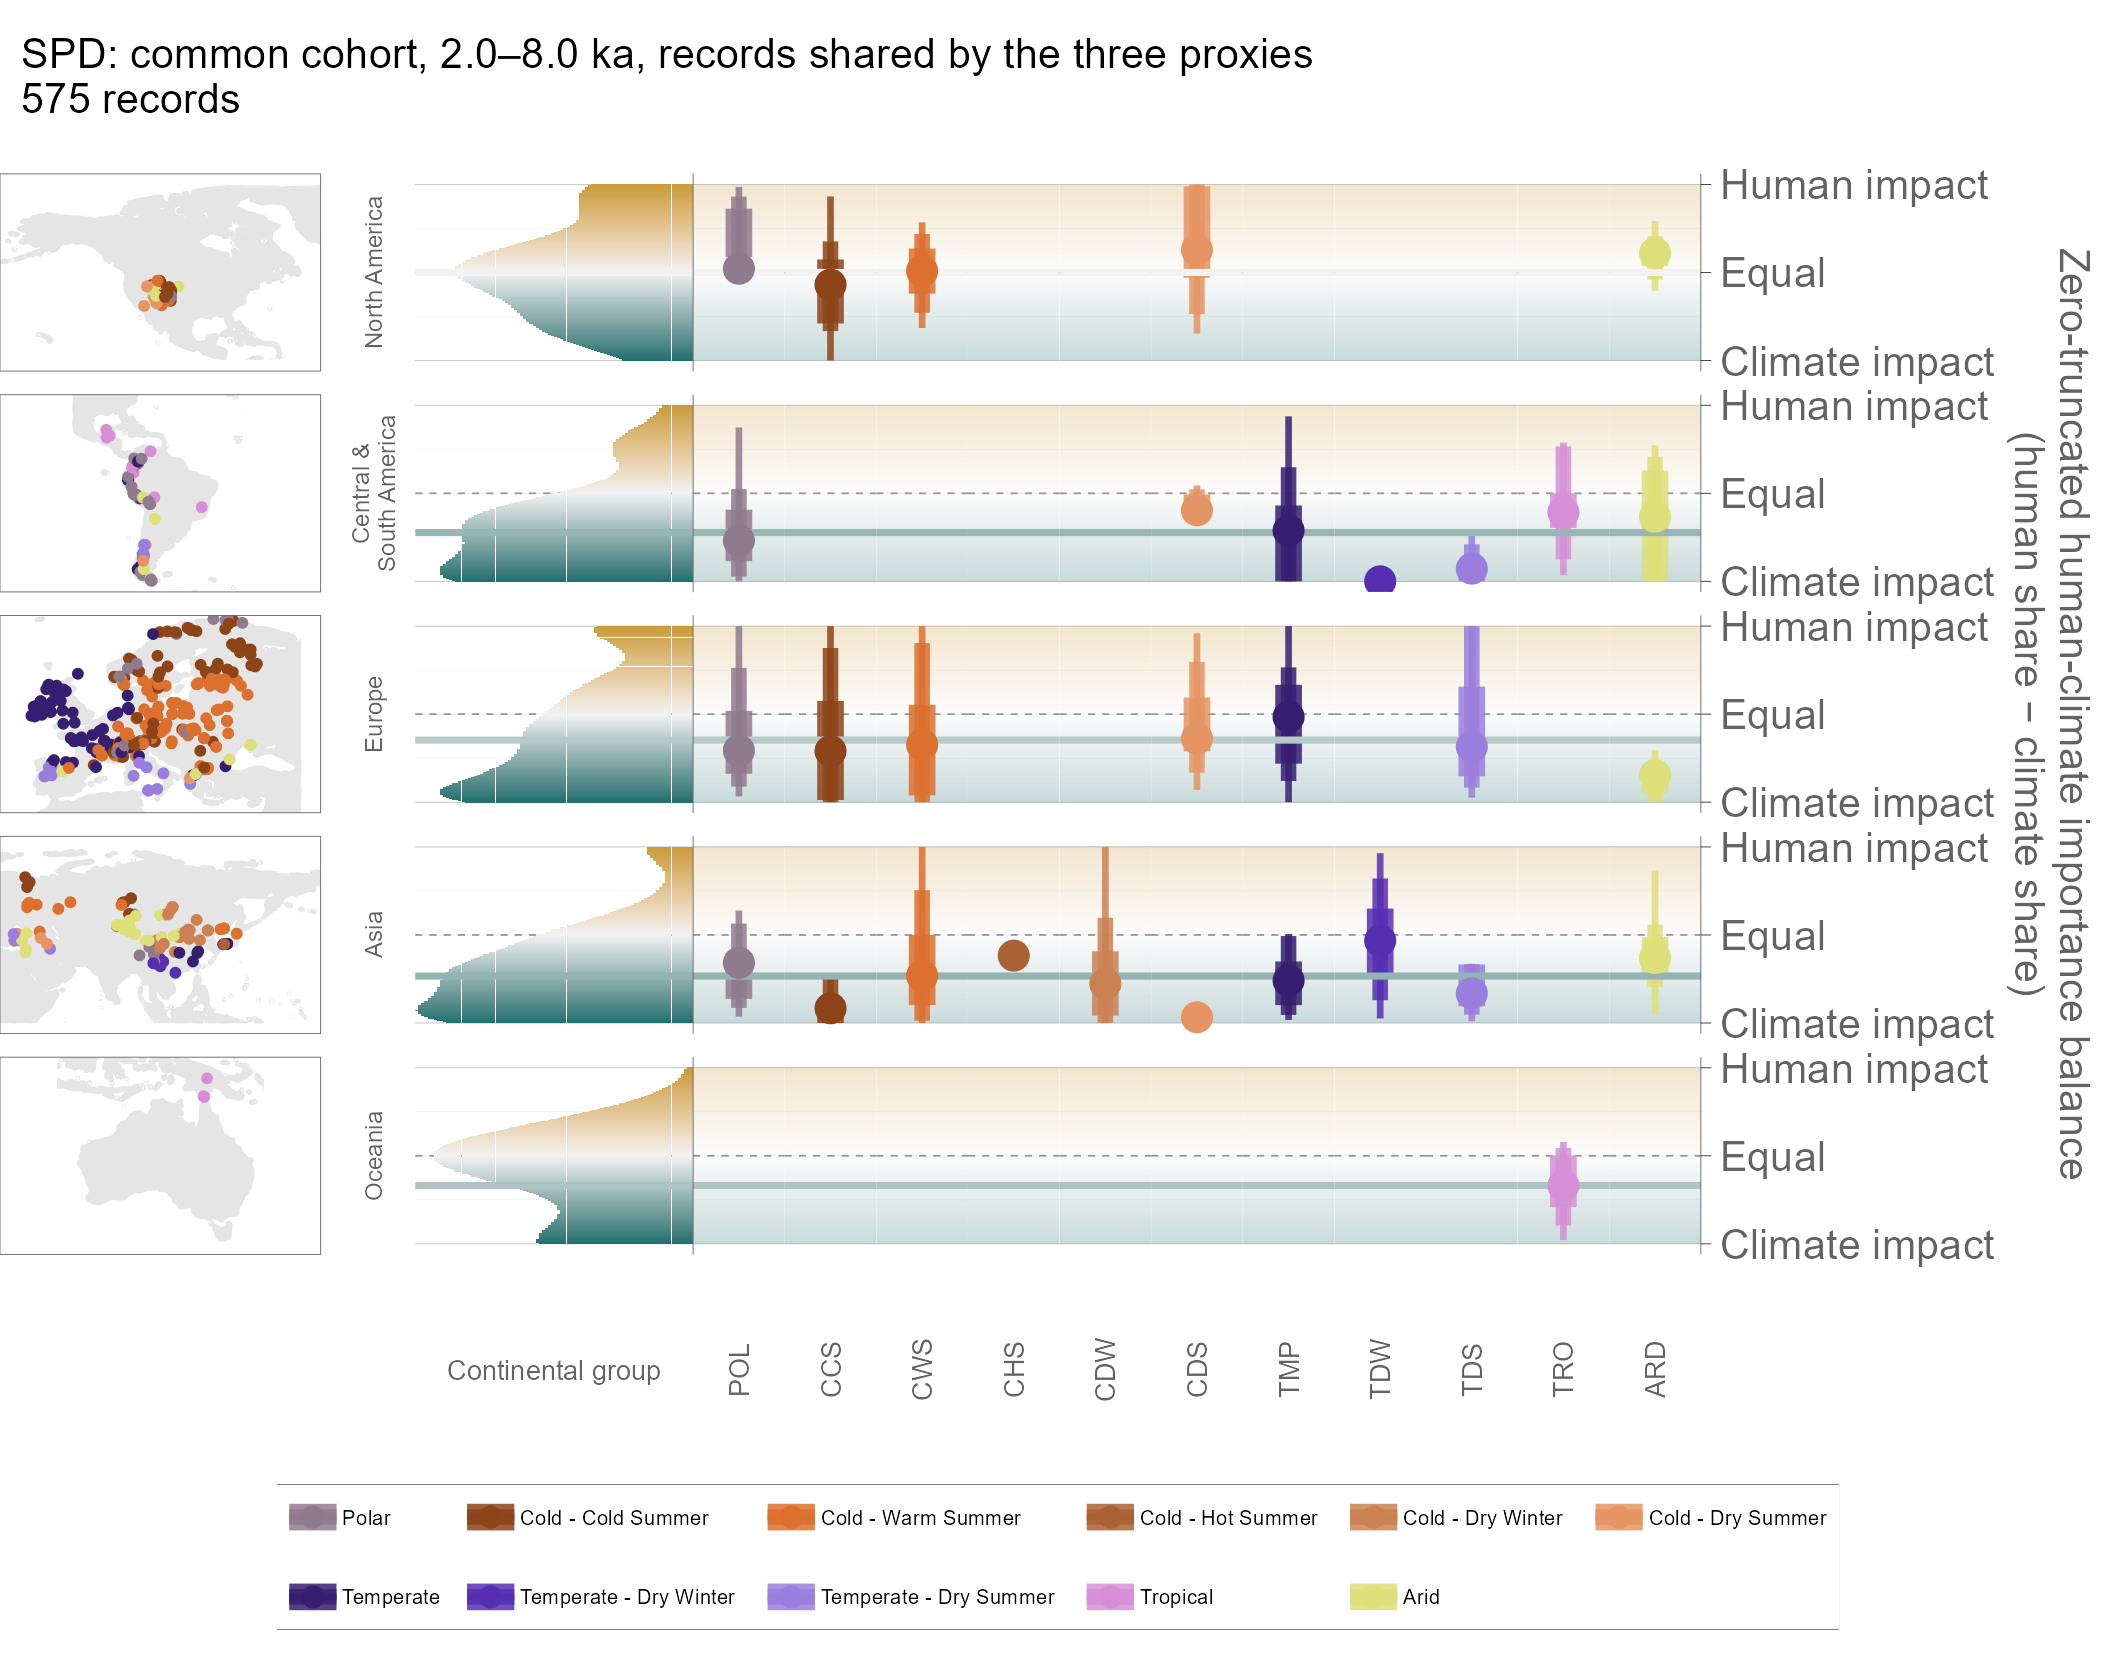 SPD: common cohort, 2.0–8.0 ka, records shared by the three proxies
575 records
North America
Human impact
Equal
Climate impact
Central &
South America
Human impact
Equal
Climate impact
Europe
Human impact
Equal
Climate impact
Asia
Human impact
Equal
Climate impact
Oceania
Human impact
Equal
Climate impact
Zero-truncated human-climate importance balance
(human share – climate share)
Continental group
POL
CCS
CWS
CHS
CDW
CDS
TMP
TDW
TDS
TRO
ARD
Polar
Cold - Cold Summer
Cold - Warm Summer
Cold - Hot Summer
Cold - Dry Winter
Cold - Dry Summer
Temperate
Temperate - Dry Winter
Temperate - Dry Summer
Tropical
Arid